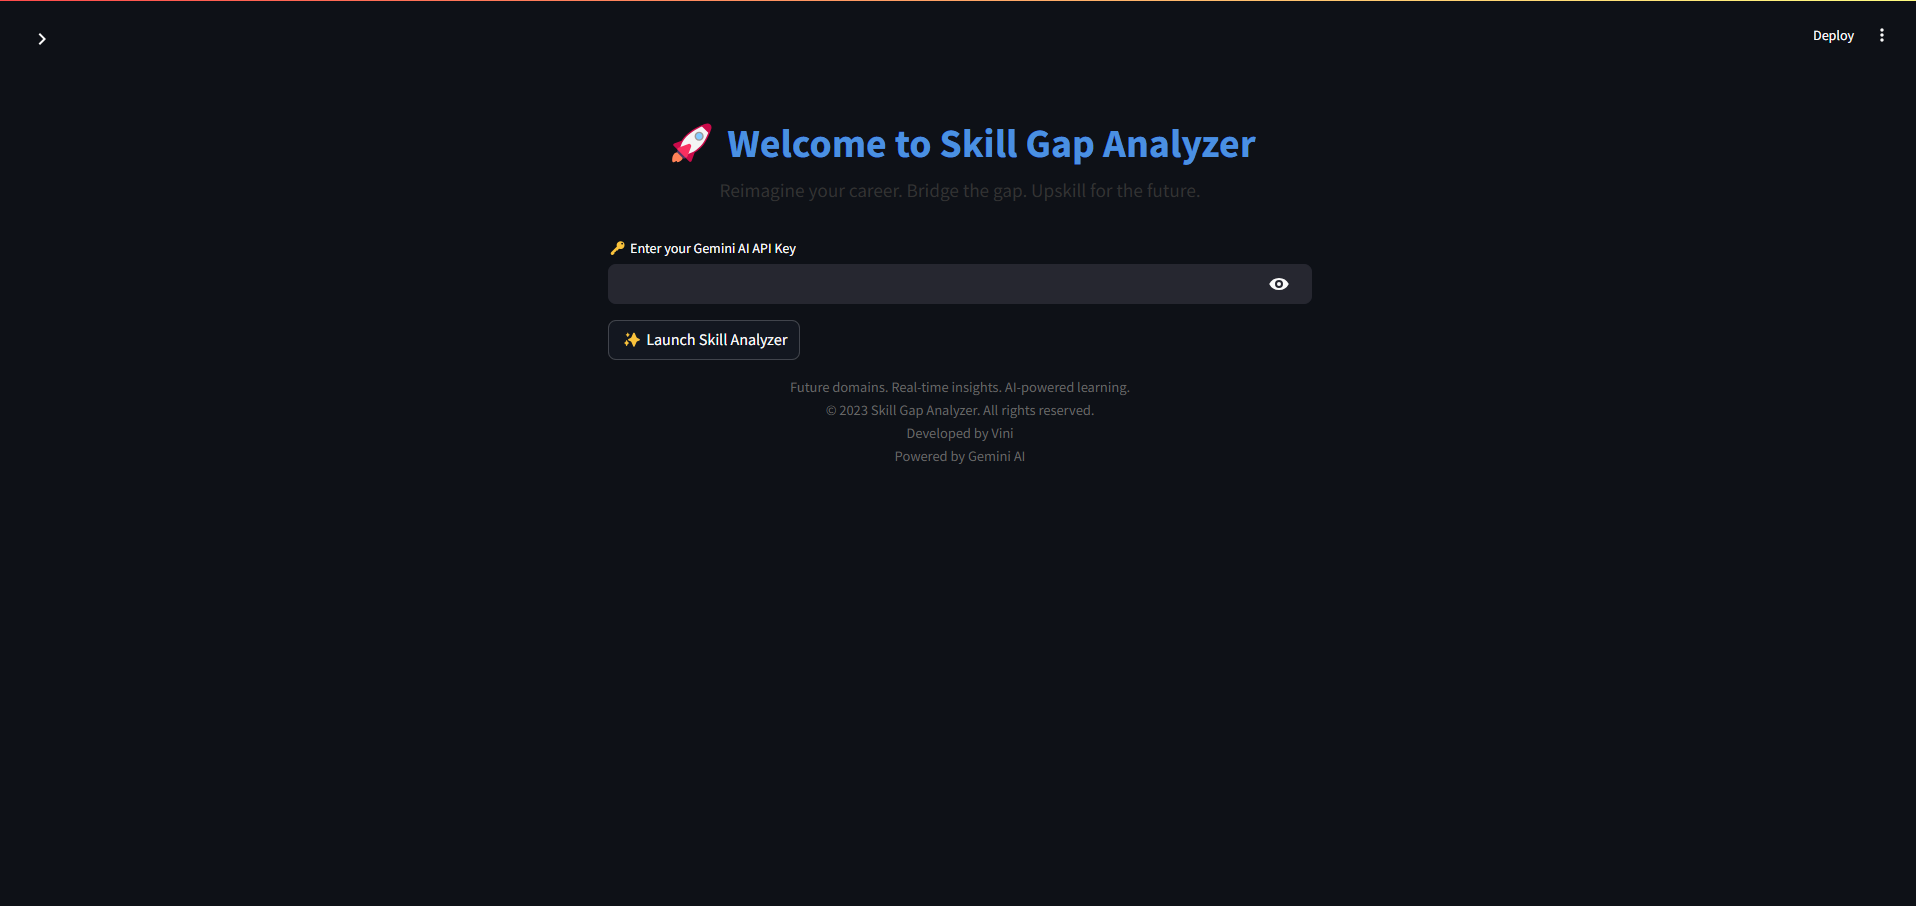 Deploy
🚀 Welcome to Skill Gap Analyzer
Reimagine your career. Bridge the gap. Upskill for the future.
🔑 Enter your Gemini AI API Key
✨ Launch Skill Analyzer
Future domains. Real-time insights. AI-powered learning.
© 2023 Skill Gap Analyzer. All rights reserved.
Developed by Vini
Powered by Gemini AI